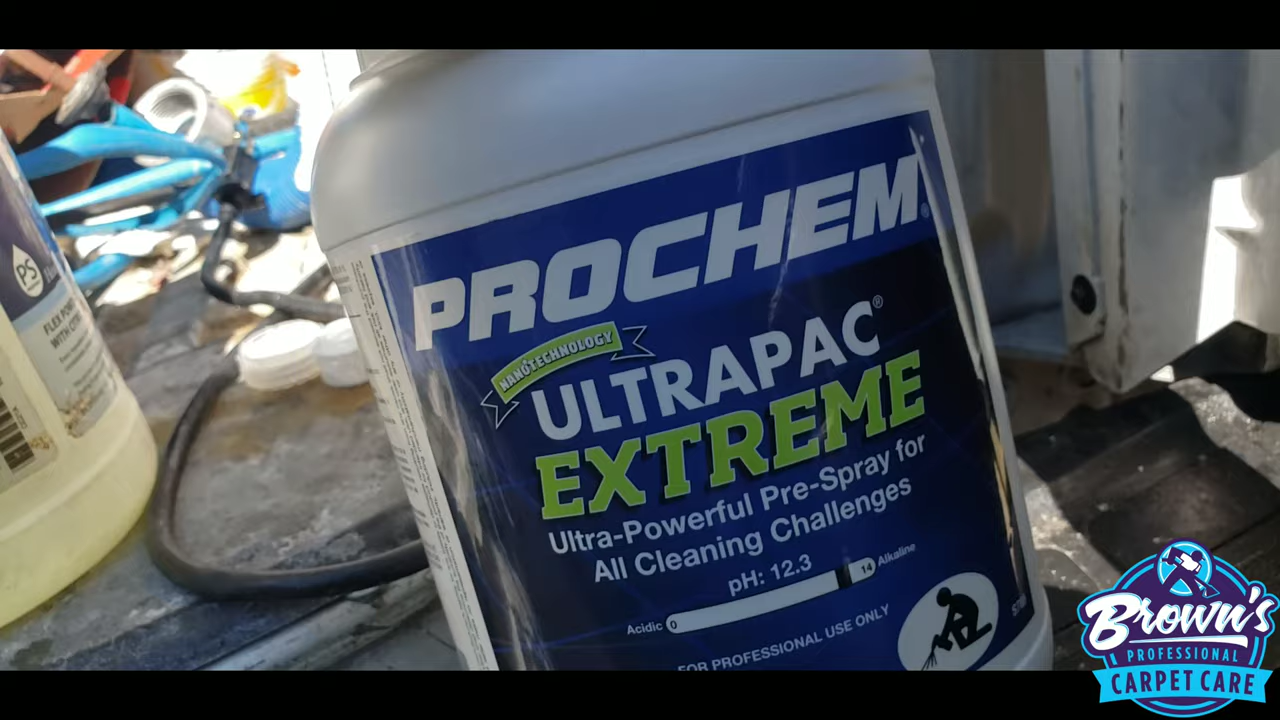 PROCHEM®
NANOTECHNOLOGY
ULTRAPAC®
EXTREME
Ultra-Powerful Pre-Spray for
All Cleaning Challenges
pH: 12.3
Acidic 0 14 Alkaline
FOR PROFESSIONAL USE ONLY
PS
Brown's
PROFESSIONAL
CARPET CARE